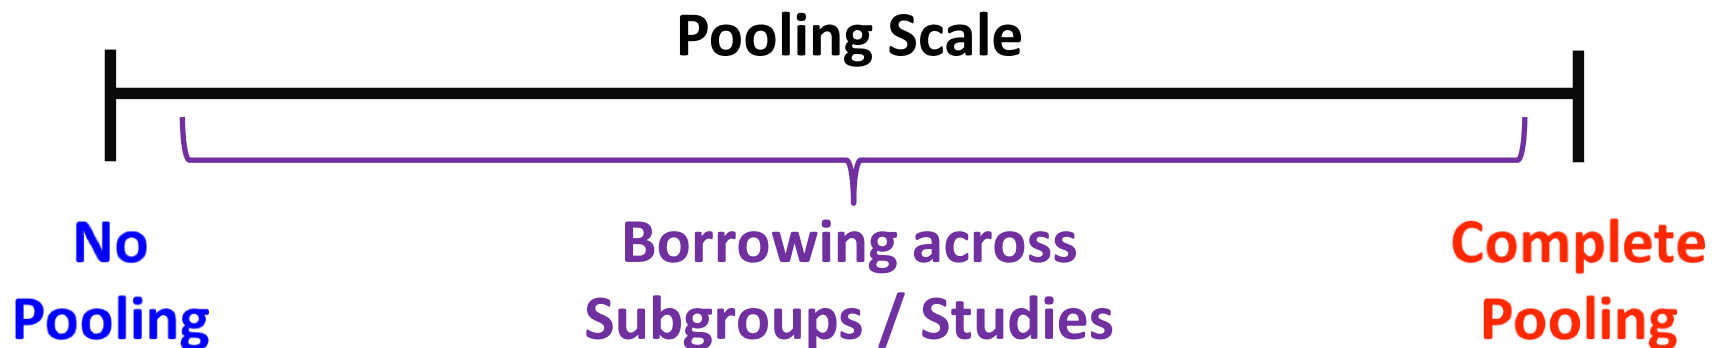 Pooling Scale
No
Pooling
Borrowing across
Subgroups / Studies
Complete
Pooling